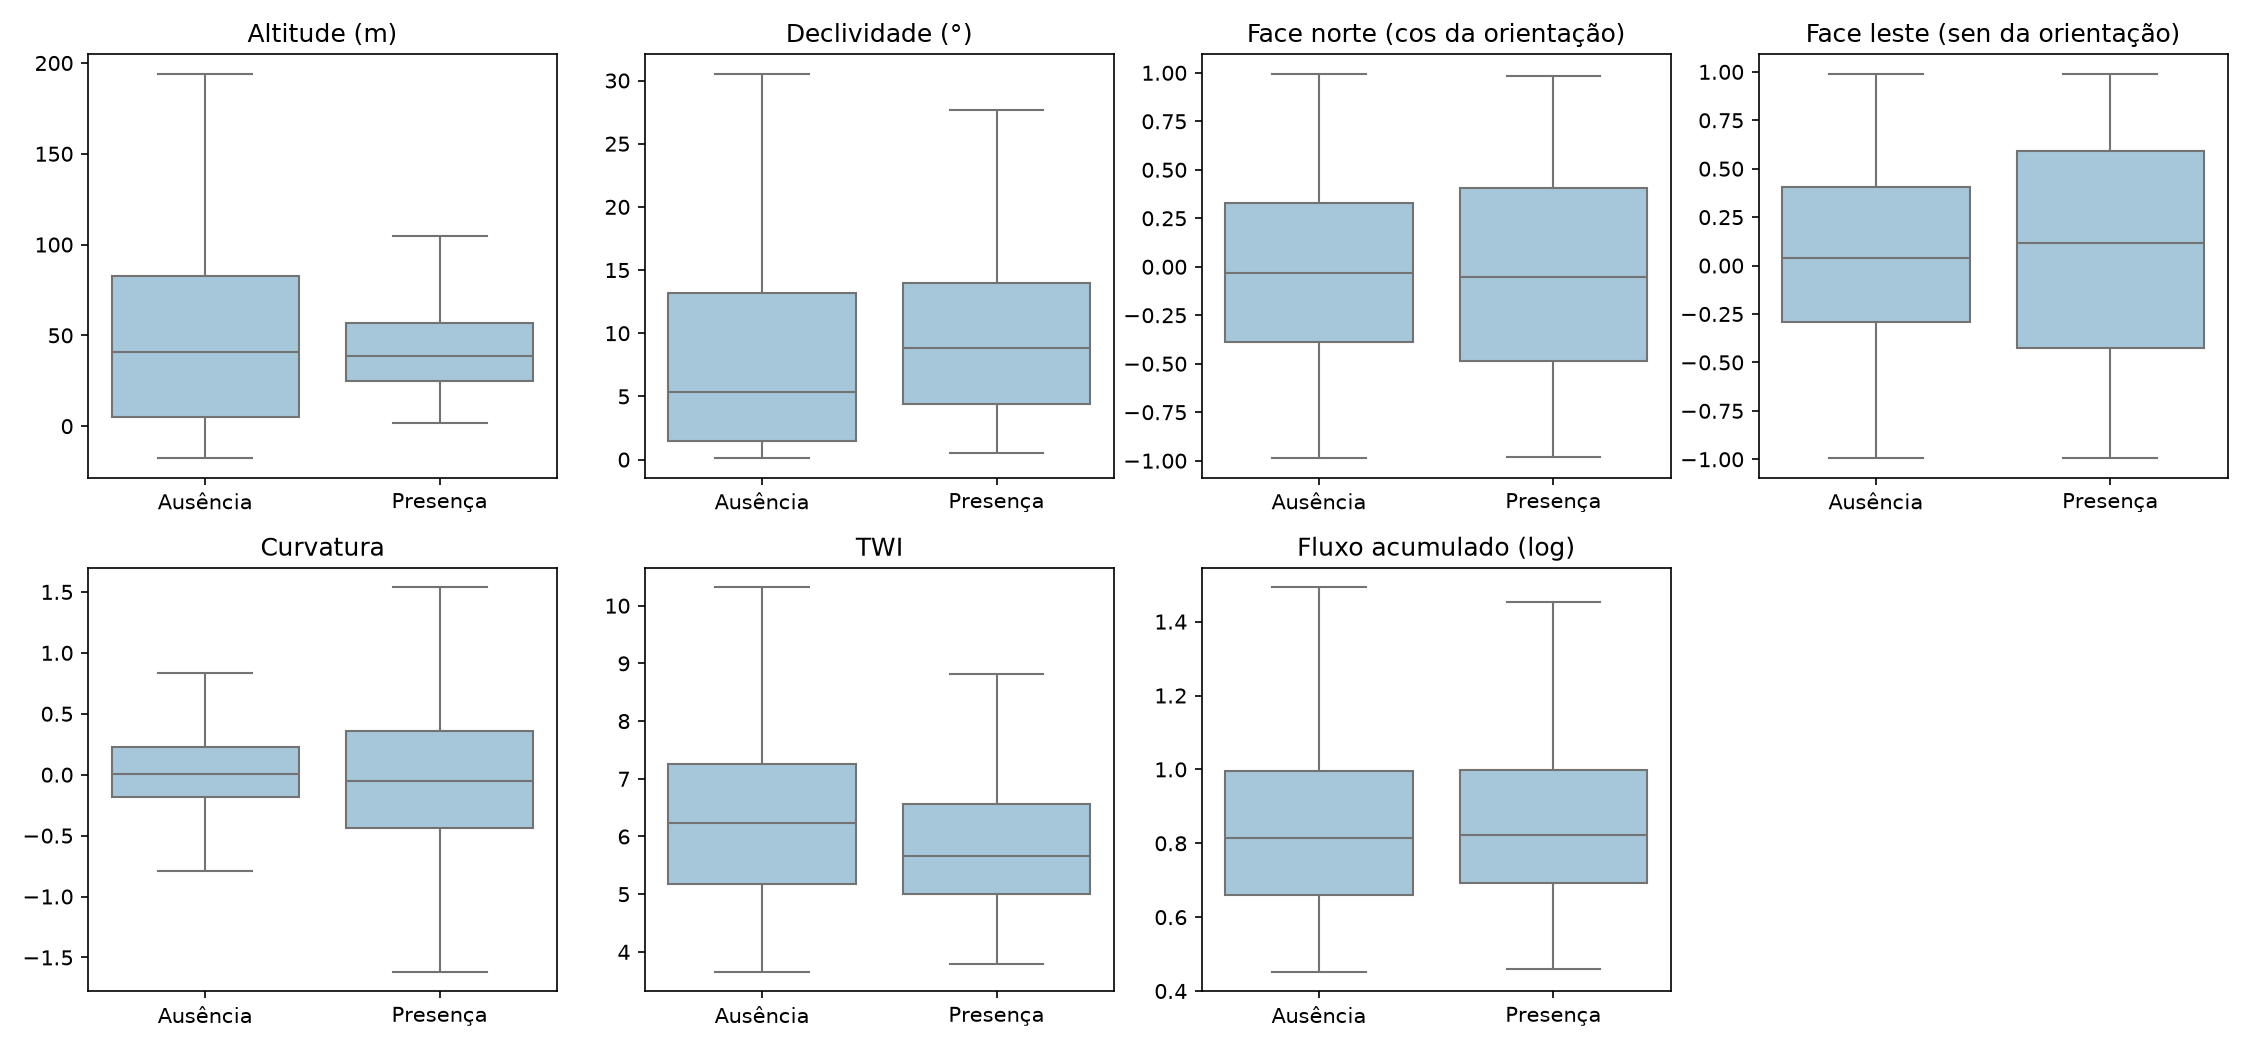 Altitude (m)
200
150
100
50
0
Ausência
Presença
Declividade (°)
30
25
20
15
10
5
0
Ausência
Presença
Face norte (cos da orientação)
1.00
0.75
0.50
0.25
0.00
−0.25
−0.50
−0.75
−1.00
Ausência
Presença
Face leste (sen da orientação)
1.00
0.75
0.50
0.25
0.00
−0.25
−0.50
−0.75
−1.00
Ausência
Presença
Curvatura
1.5
1.0
0.5
0.0
−0.5
−1.0
−1.5
Ausência
Presença
TWI
10
9
8
7
6
5
4
Ausência
Presença
Fluxo acumulado (log)
1.4
1.2
1.0
0.8
0.6
0.4
Ausência
Presença